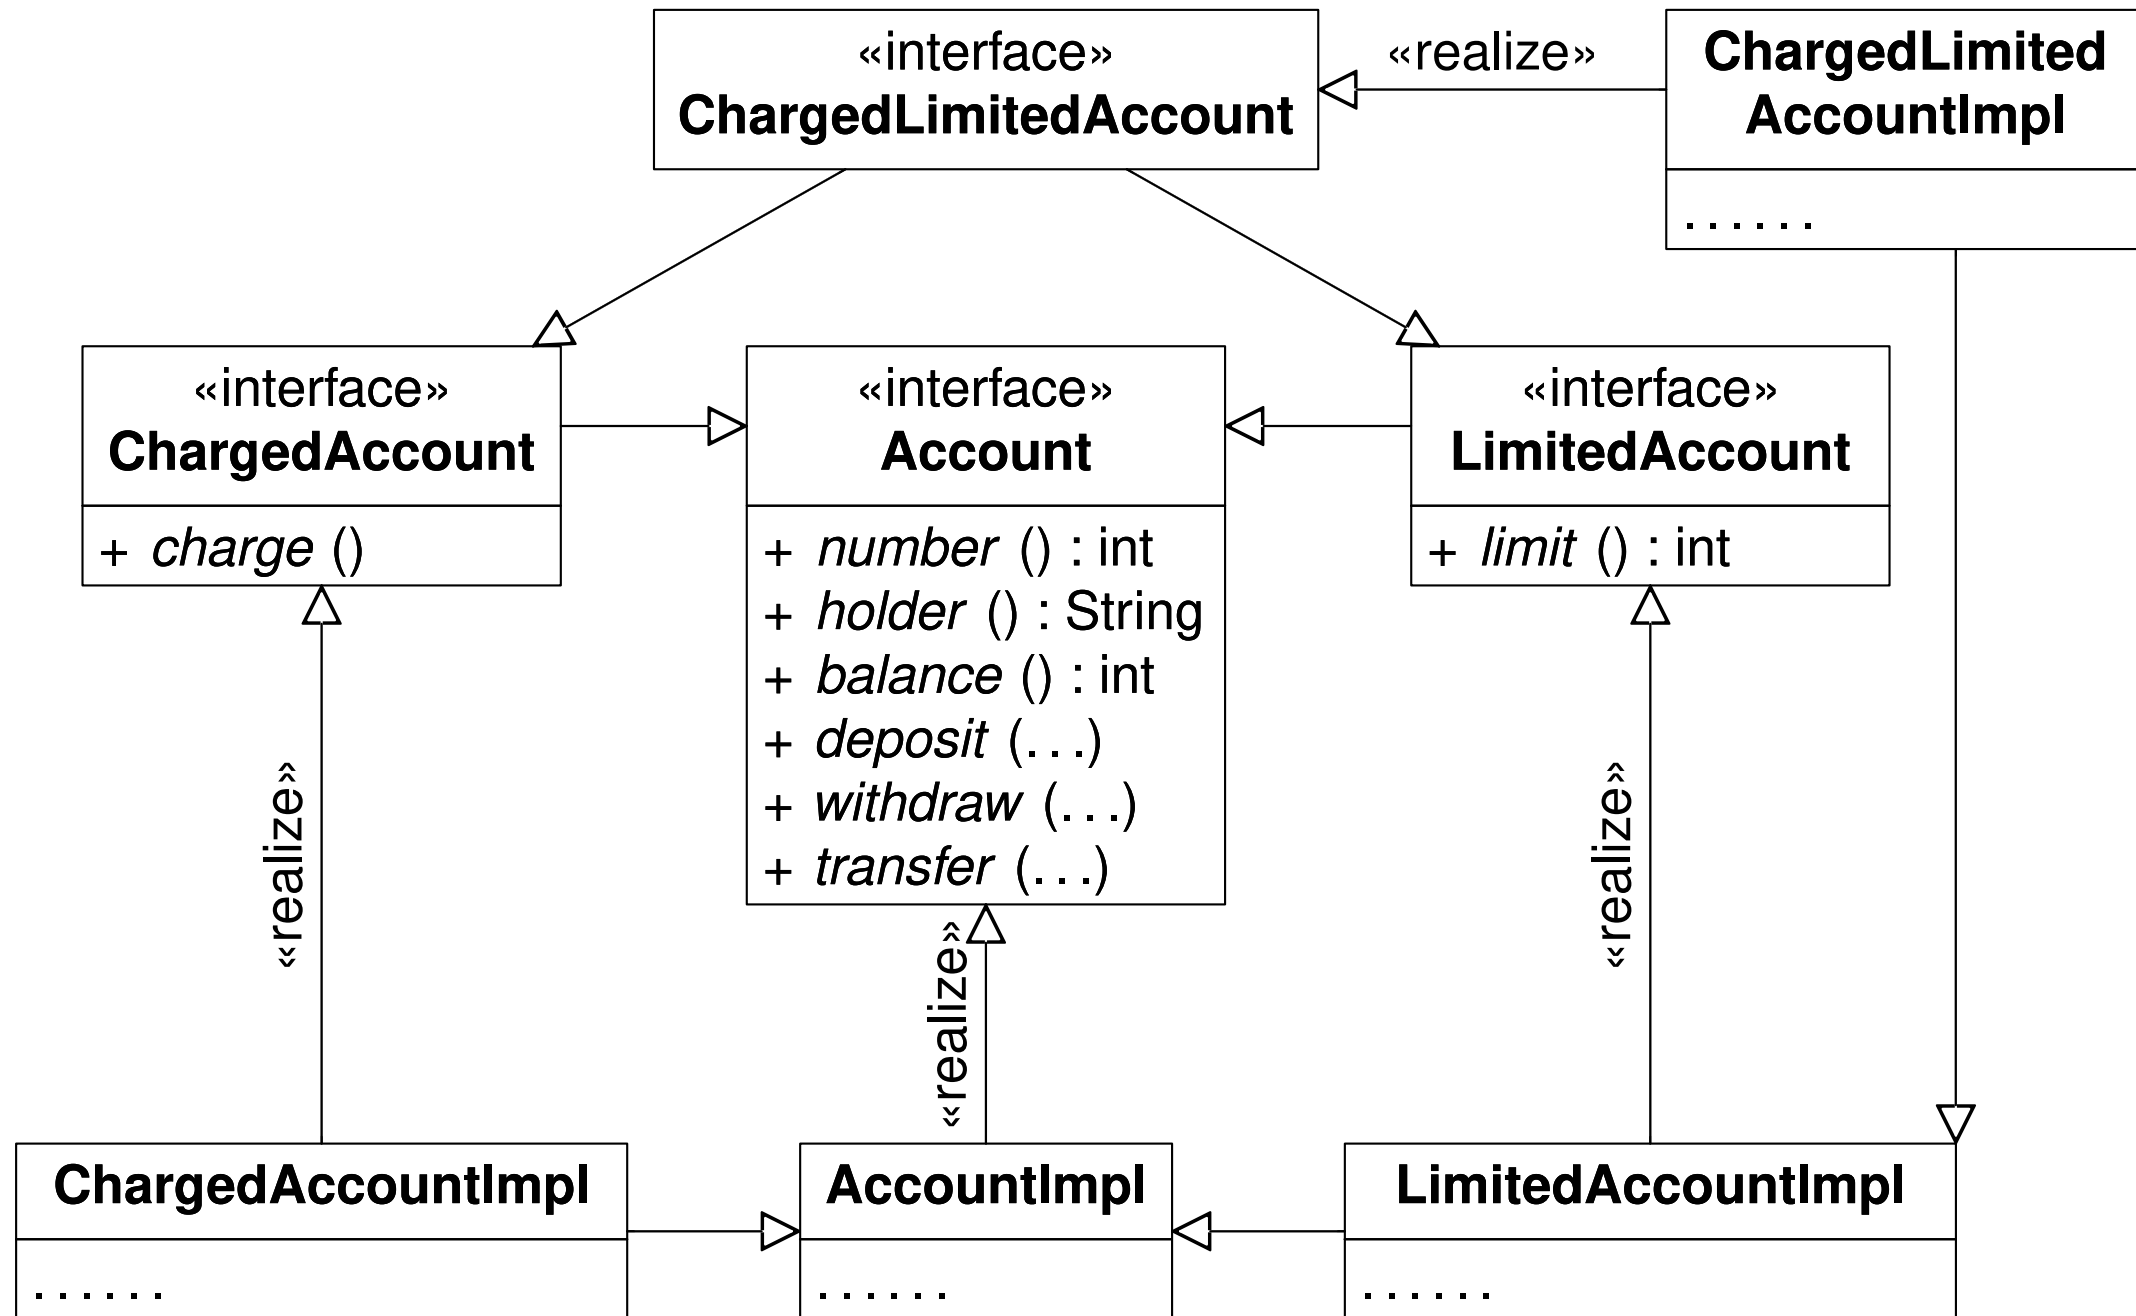 «interface»
ChargedLimitedAccount
«realize»
ChargedLimited
AccountImpl
. . . . . .
«interface»
ChargedAccount
+ charge ()
«interface»
Account
+ number () : int
+ holder () : String
+ balance () : int
+ deposit (. . .)
+ withdraw (. . .)
+ transfer (. . .)
«interface»
LimitedAccount
+ limit () : int
«realize»
«realize»
«realize»
ChargedAccountImpl
. . . . . .
AccountImpl
. . . . . .
LimitedAccountImpl
. . . . . .